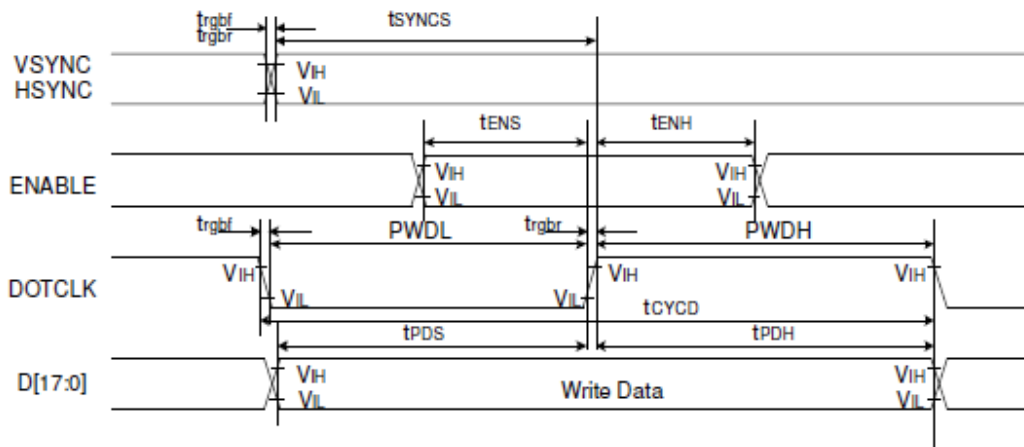 trgbf
trgbr
tSYNCS
VSYNC
HSYNC
VIH
VIL
tENS
tENH
ENABLE
VIH
VIL
VIH
VIL
trgbf
PWDL
trgbr
PWDH
DOTCLK
VIH
VIL
VIL
VIH
VIH
tCYCD
tPDS
tPDH
D[17:0]
VIH
VIL
Write Data
VIH
VIL